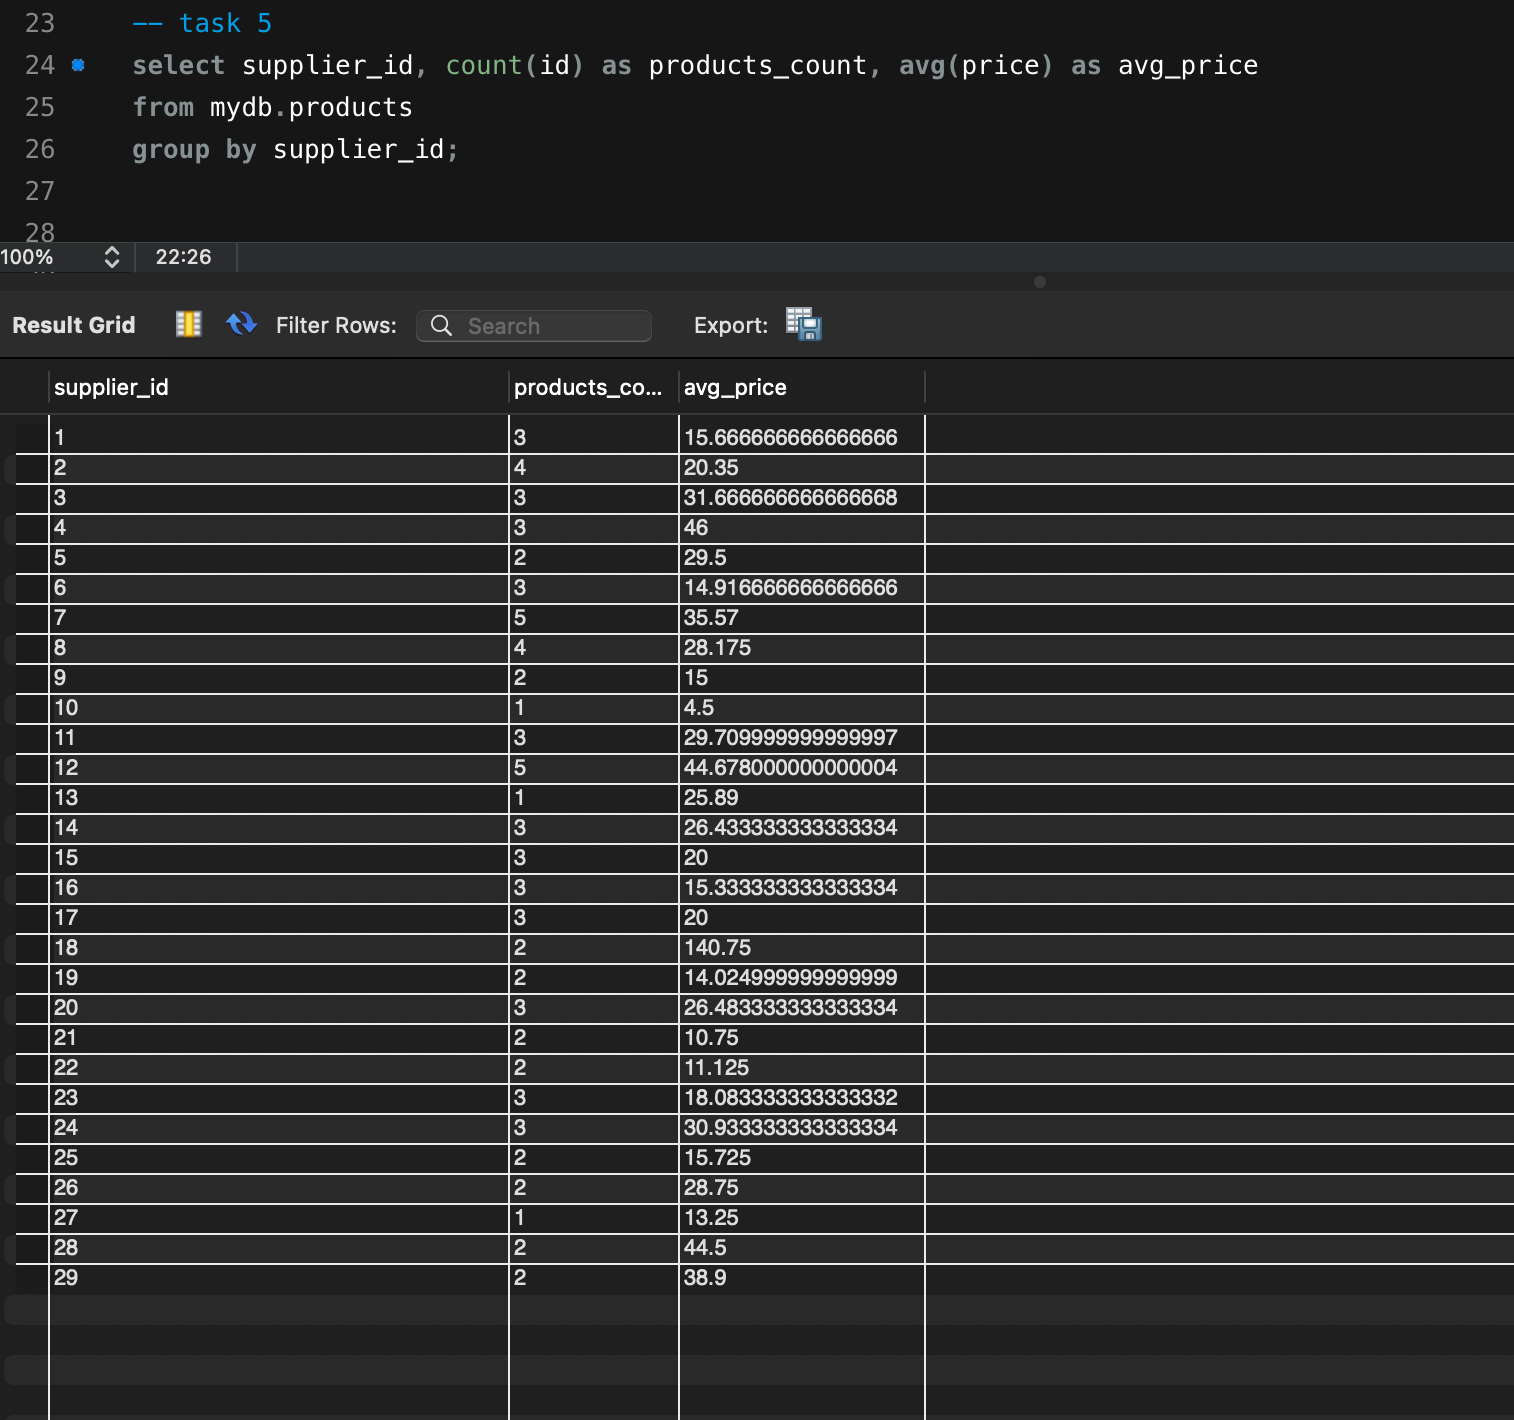 23 -- task 5
24 select supplier_id, count(id) as products_count, avg(price) as avg_price
25 from mydb.products
26 group by supplier_id;
27
28
100% 22:26
Result Grid Filter Rows: Search Export:
supplier_id products_co... avg_price
1 3 15.666666666666666
2 4 20.35
3 3 31.666666666666668
4 3 46
5 2 29.5
6 3 14.916666666666666
7 5 35.57
8 4 28.175
9 2 15
10 1 4.5
11 3 29.709999999999997
12 5 44.678000000000004
13 1 25.89
14 3 26.433333333333334
15 3 20
16 3 15.333333333333334
17 3 20
18 2 140.75
19 2 14.024999999999999
20 3 26.483333333333334
21 2 10.75
22 2 11.125
23 3 18.083333333333332
24 3 30.933333333333334
25 2 15.725
26 2 28.75
27 1 13.25
28 2 44.5
29 2 38.9